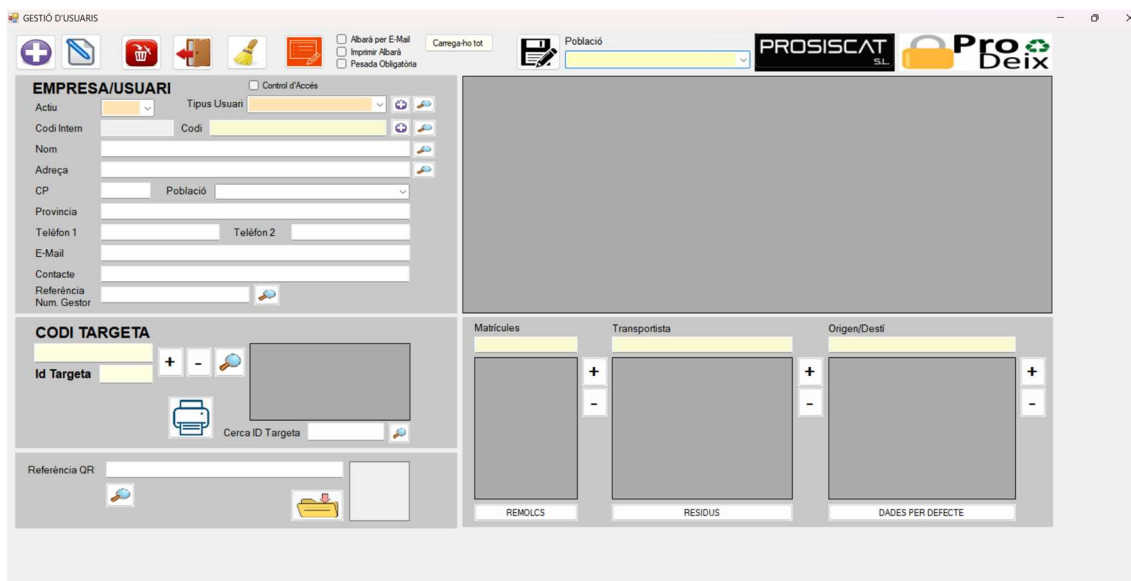 GESTIÓ D'USUARIS
Albarà per E-Mail
Imprimir Albarà
Pesada Obligatòria
Carrega-ho tot
Població
PROSISCAT
S.L.
Pro
Deix
EMPRESA/USUARI
Control d'Accés
Actiu
Tipus Usuari
Codi Intern
Codi
Nom
Adreça
CP
Població
Provincia
Telèfon 1
Telèfon 2
E-Mail
Contacte
Referència
Num. Gestor
CODI TARGETA
+
-
Id Targeta
Cerca ID Targeta
Referència QR
Matrícules
Transportista
Origen/Destí
+
+
+
-
-
-
REMOLCS
RESIDUS
DADES PER DEFECTE